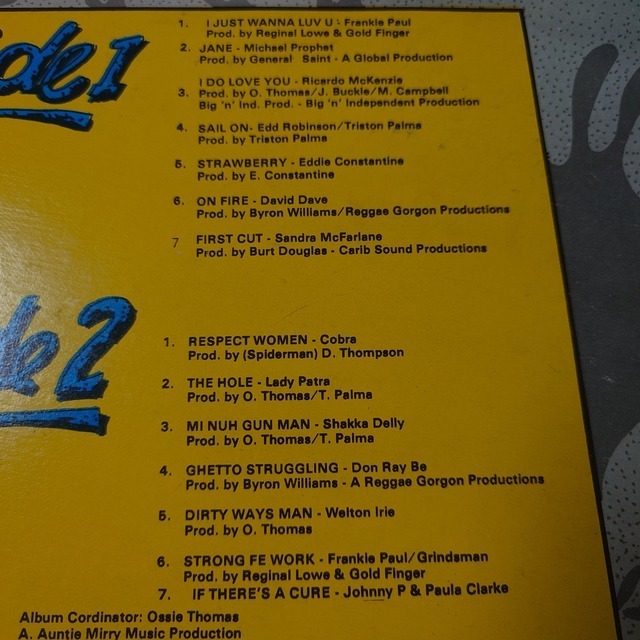 ide 1
1. I JUST WANNA LUV U - Frankie Paul
Prod. by Reginal Lowe & Gold Finger
2. JANE - Michael Prophet
Prod. by General Saint - A Global Production
I DO LOVE YOU - Ricardo McKenzie
3. Prod. by O. Thomas/J. Buckle/M. Campbell
Big 'n' Ind. Prod. - Big 'n' Independent Production
4. SAIL ON - Edd Robinson/Triston Palma
Prod. by Triston Palma
5. STRAWBERRY - Eddie Constantine
Prod. by E. Constantine
6. ON FIRE - David Dave
Prod. by Byron Williams/Reggae Gorgon Productions
7 FIRST CUT - Sandra McFarlane
Prod. by Burt Douglas - Carib Sound Productions
de 2
1. RESPECT WOMEN - Cobra
Prod. by (Spiderman) D. Thompson
2. THE HOLE - Lady Patra
Prod. by O. Thomas/T. Palma
3. MI NUH GUN MAN - Shakka Delly
Prod. by O. Thomas/T. Palma
4. GHETTO STRUGGLING - Don Ray Be
Prod. by Byron Williams - A Reggae Gorgon Productions
5. DIRTY WAYS MAN - Welton Irie
Prod. by O. Thomas
6. STRONG FE WORK - Frankie Paul/Grindsman
Prod. by Reginal Lowe & Gold Finger
7. IF THERE'S A CURE - Johnny P & Paula Clarke
Album Cordinator: Ossie Thomas
A. Auntie Mirry Music Production